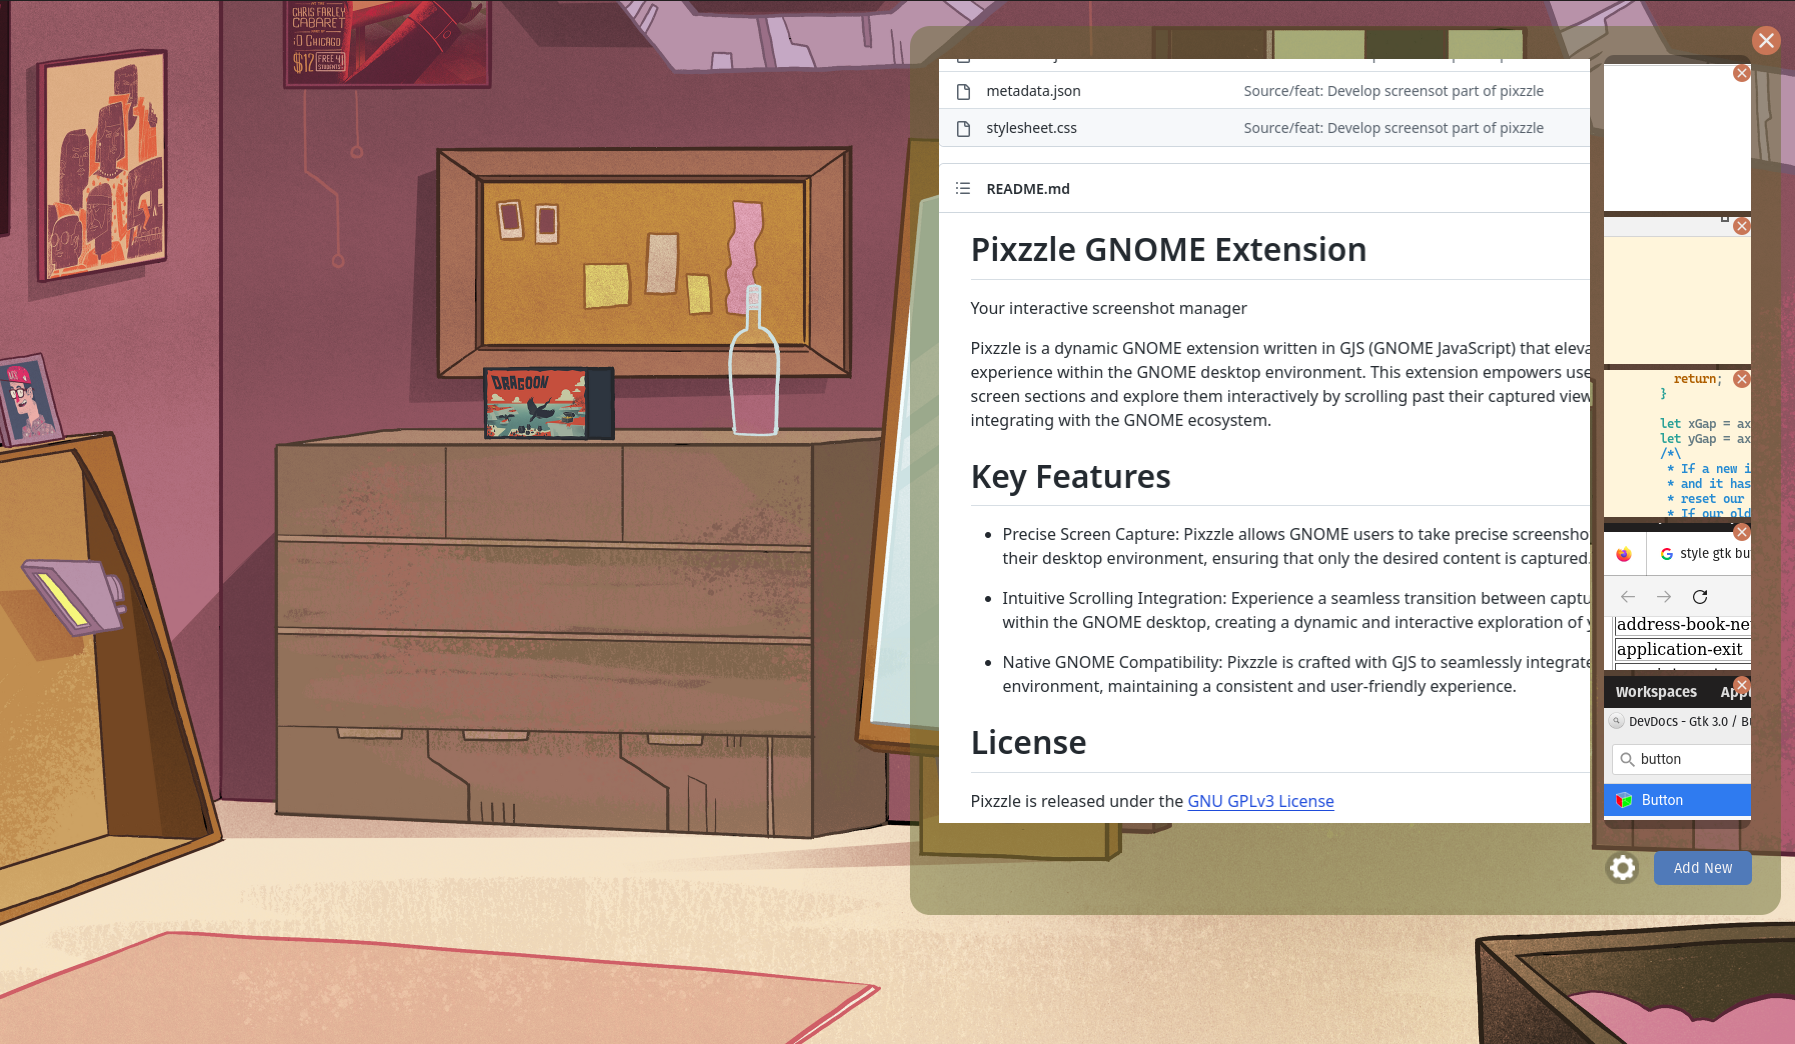 AT THE
CHRIS FARLEY
CABARET
iO CHICAGO
$12 FREE 4
STUDENTS
DRAGOON
metadata.json Source/feat: Develop screensot part of pixzzle
stylesheet.css Source/feat: Develop screensot part of pixzzle
README.md
Pixzzle GNOME Extension
Your interactive screenshot manager
Pixzzle is a dynamic GNOME extension written in GJS (GNOME JavaScript) that eleva
experience within the GNOME desktop environment. This extension empowers use
screen sections and explore them interactively by scrolling past their captured view
integrating with the GNOME ecosystem.
Key Features
• Precise Screen Capture: Pixzzle allows GNOME users to take precise screensho
their desktop environment, ensuring that only the desired content is captured.
• Intuitive Scrolling Integration: Experience a seamless transition between captu
within the GNOME desktop, creating a dynamic and interactive exploration of y
• Native GNOME Compatibility: Pixzzle is crafted with GJS to seamlessly integrate
environment, maintaining a consistent and user-friendly experience.
License
Pixzzle is released under the GNU GPLv3 License
return;
}
let xGap = ax
let yGap = ax
/*\
* If a new i
* and it has
* reset our
* If our old
style gtk bu
address-book-ne
application-exit
Workspaces Appl
DevDocs - Gtk 3.0 / Bu
button
Button
Add New